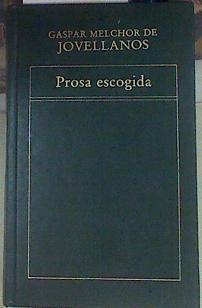 GASPAR MELCHOR DE
JOVELLANOS
Prosa escogida